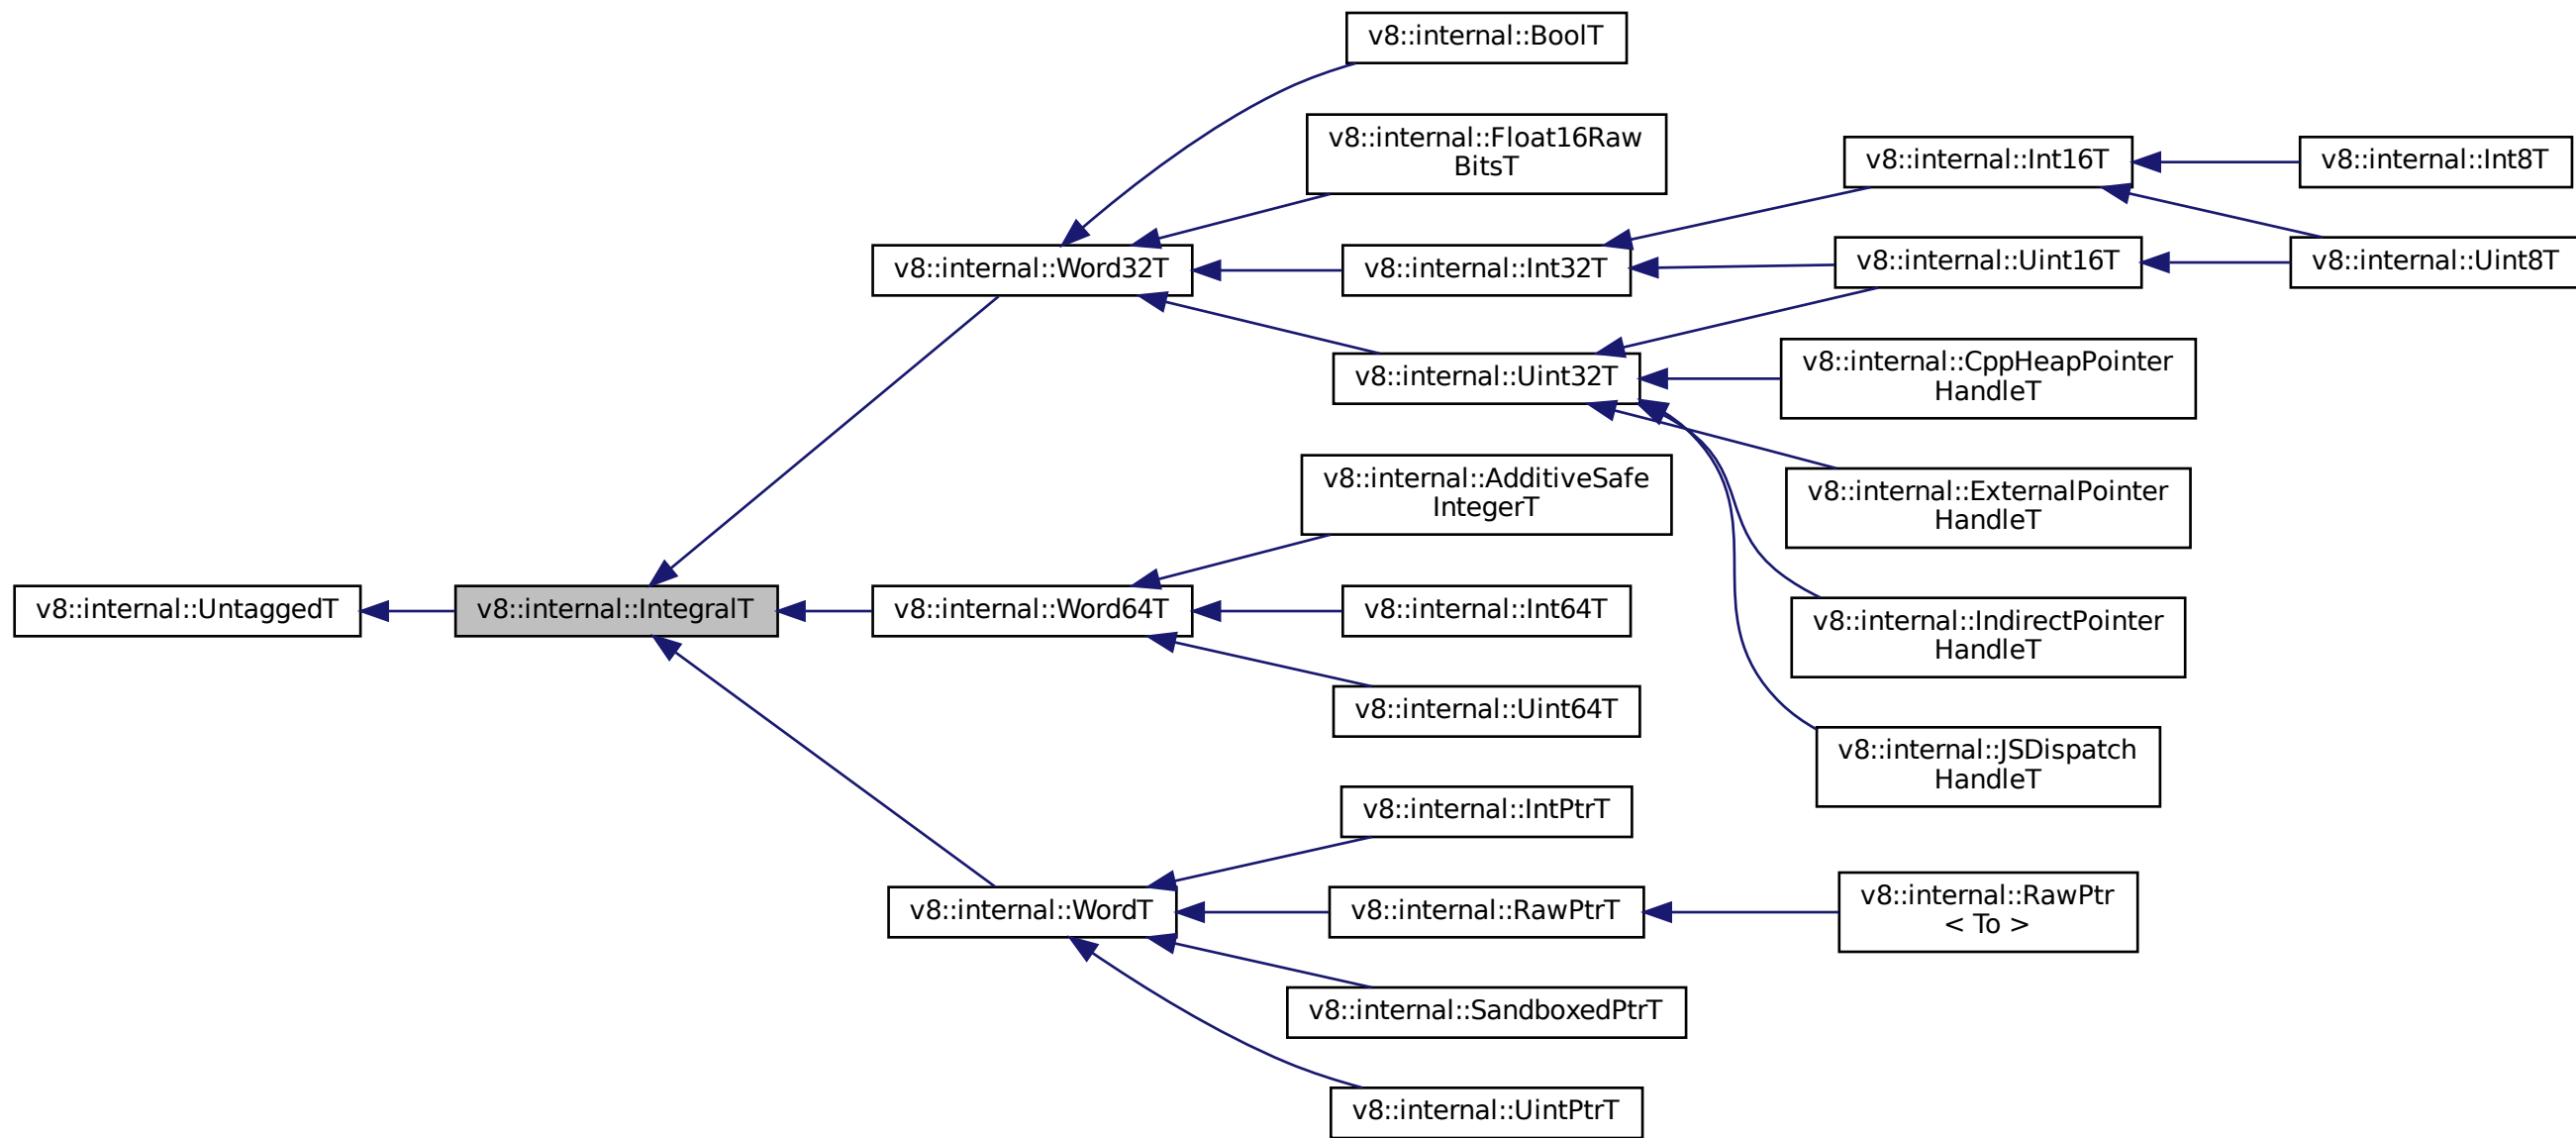 v8::internal::BoolT
v8::internal::Float16Raw
BitsT
v8::internal::Int16T
v8::internal::Int8T
v8::internal::Word32T
v8::internal::Int32T
v8::internal::Uint16T
v8::internal::Uint8T
v8::internal::Uint32T
v8::internal::CppHeapPointer
HandleT
v8::internal::AdditiveSafe
IntegerT
v8::internal::ExternalPointer
HandleT
v8::internal::UntaggedT
v8::internal::IntegralT
v8::internal::Word64T
v8::internal::Int64T
v8::internal::IndirectPointer
HandleT
v8::internal::Uint64T
v8::internal::JSDispatch
HandleT
v8::internal::IntPtrT
v8::internal::WordT
v8::internal::RawPtrT
v8::internal::RawPtr
< To >
v8::internal::SandboxedPtrT
v8::internal::UintPtrT